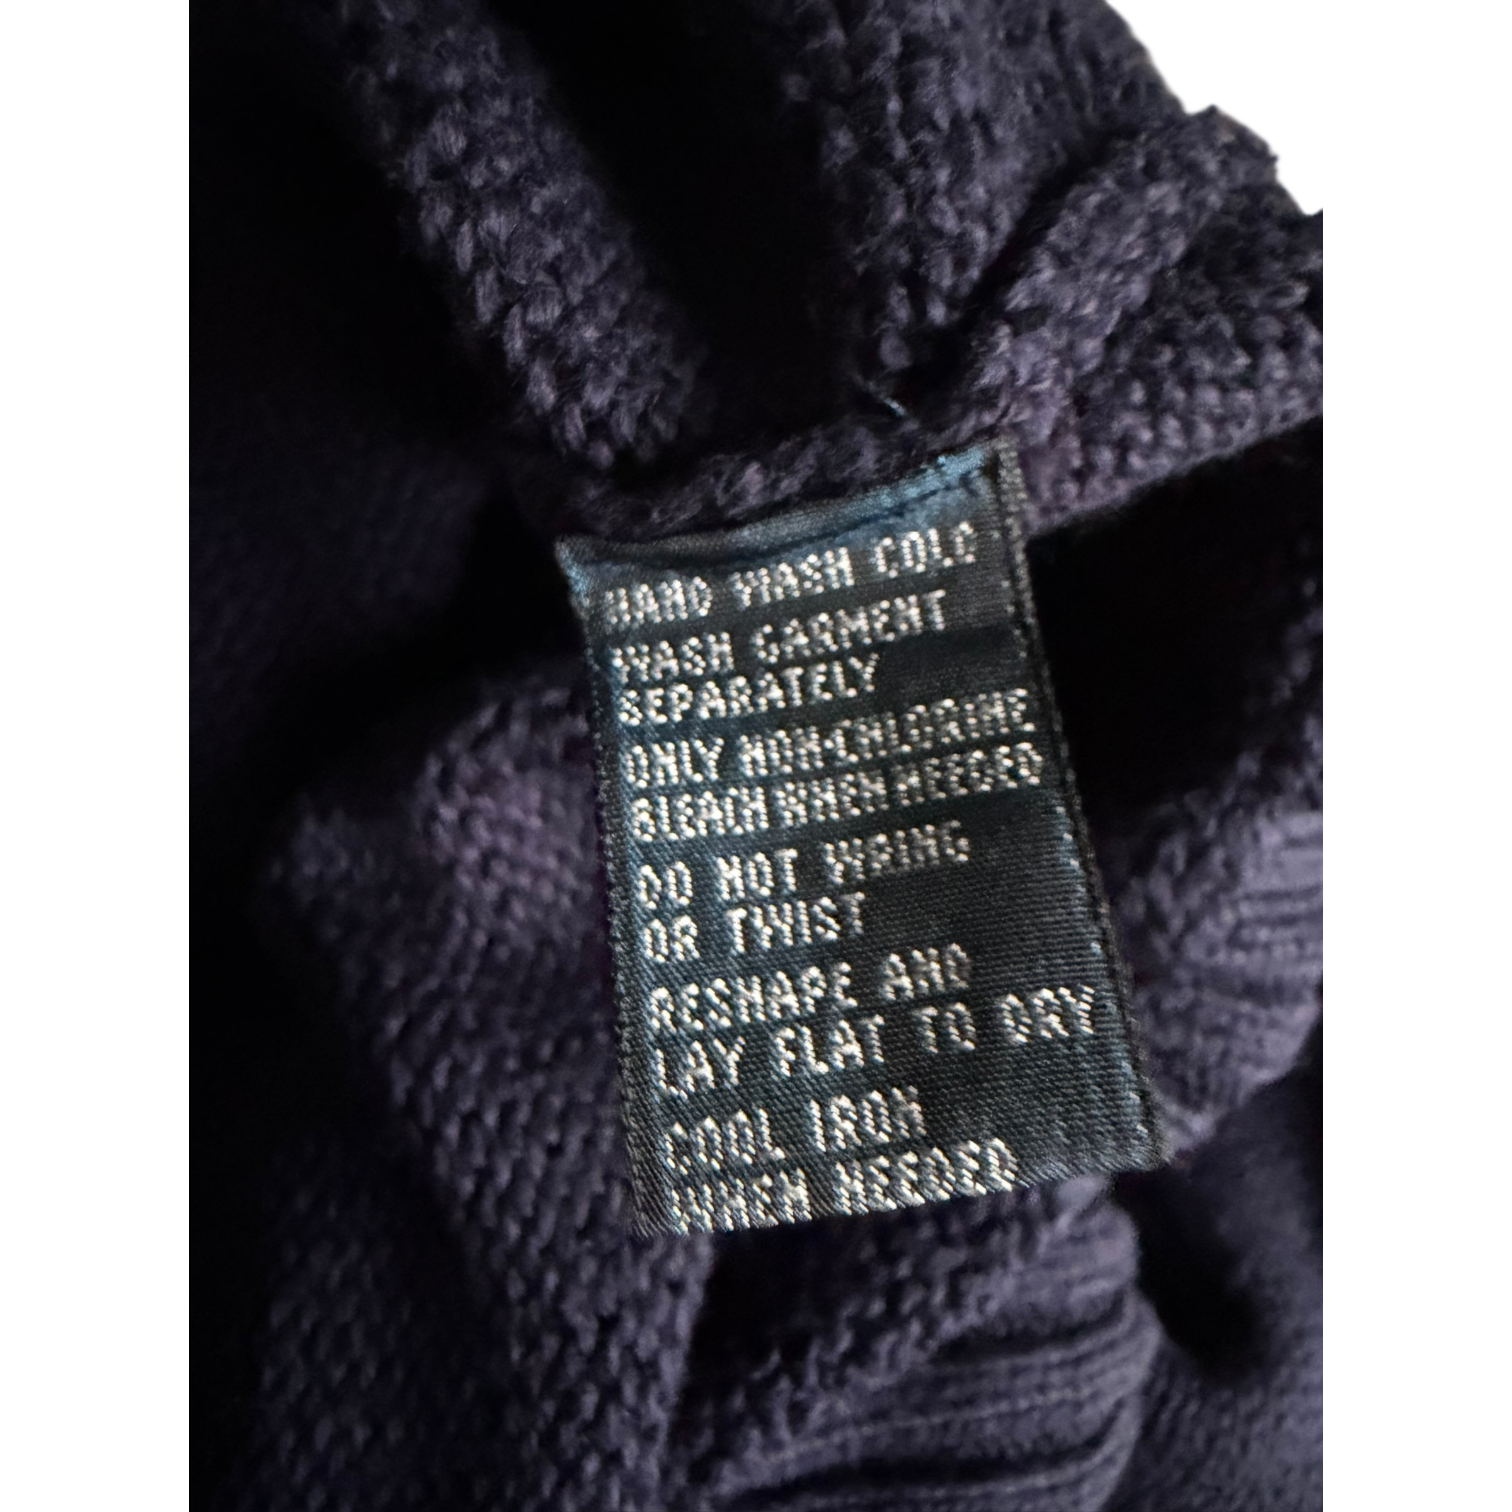 HAND WASH COLD
WASH GARMENT
SEPARATELY
ONLY NON-CHLORINE
BLEACH WHEN NEEDED
DO NOT WRING
OR TWIST
RESHAPE AND
LAY FLAT TO DRY
COOL IRON
WHEN NEEDED